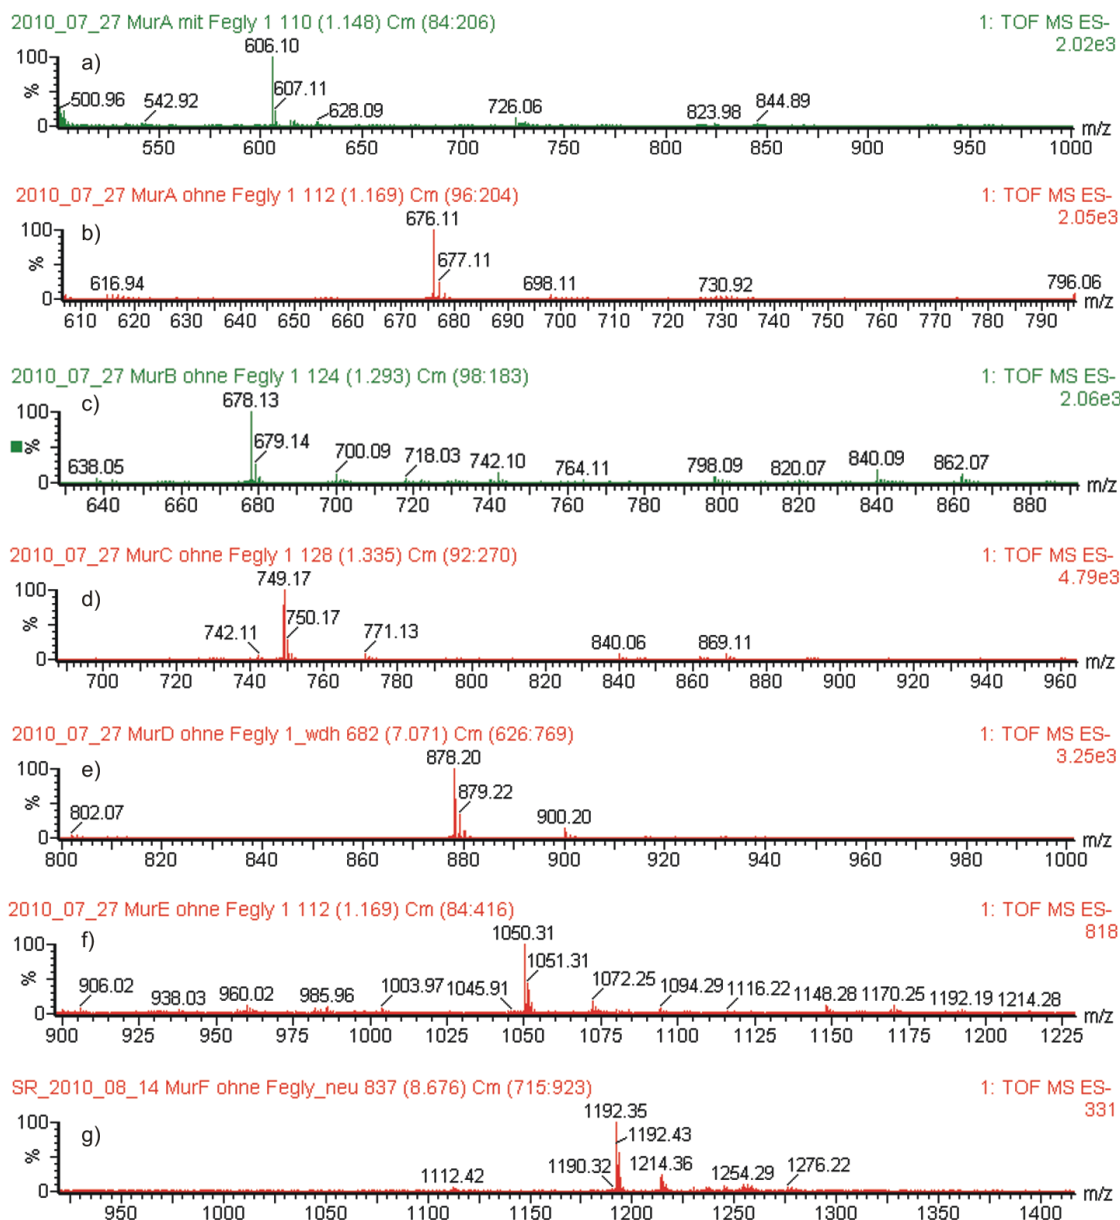 2010_07_27 MurA mit Fegly 1 110 (1.148) Cm (84:206) 1: TOF MS ES-
2.02e3
a)
606.10
100
%
0
500.96 542.92 607.11 628.09 726.06 823.98 844.89
550 600 650 700 750 800 850 900 950 1000 m/z
2010_07_27 MurA ohne Fegly 1 112 (1.169) Cm (96:204) 1: TOF MS ES-
2.05e3
b)
676.11
100
%
0
616.94 677.11 698.11 730.92 796.06
610 620 630 640 650 660 670 680 690 700 710 720 730 740 750 760 770 780 790 m/z
2010_07_27 MurB ohne Fegly 1 124 (1.293) Cm (98:183) 1: TOF MS ES-
2.06e3
c)
678.13
100
%
0
638.05 679.14 700.09 718.03 742.10 764.11 798.09 820.07 840.09 862.07
640 660 680 700 720 740 760 780 800 820 840 860 880 m/z
2010_07_27 MurC ohne Fegly 1 128 (1.335) Cm (92:270) 1: TOF MS ES-
4.79e3
d)
749.17
100
%
0
742.11 750.17 771.13 840.06 869.11
700 720 740 760 780 800 820 840 860 880 900 920 940 960 m/z
2010_07_27 MurD ohne Fegly 1_wdh 682 (7.071) Cm (626:769) 1: TOF MS ES-
3.25e3
e)
878.20
100
%
0
802.07 879.22 900.20
800 820 840 860 880 900 920 940 960 980 1000 m/z
2010_07_27 MurE ohne Fegly 1 112 (1.169) Cm (84:416) 1: TOF MS ES-
818
f)
1050.31
100
%
0
906.02 938.03 960.02 985.96 1003.97 1045.91 1051.31 1072.25 1094.29 1116.22 1148.28 1170.25 1192.19 1214.28
900 925 950 975 1000 1025 1050 1075 1100 1125 1150 1175 1200 1225 m/z
SR_2010_08_14 MurF ohne Fegly_neu 837 (8.676) Cm (715:923) 1: TOF MS ES-
331
g)
1192.35
100
%
0
1112.42 1190.32 1192.43 1214.36 1254.29 1276.22
950 1000 1050 1100 1150 1200 1250 1300 1350 1400 m/z